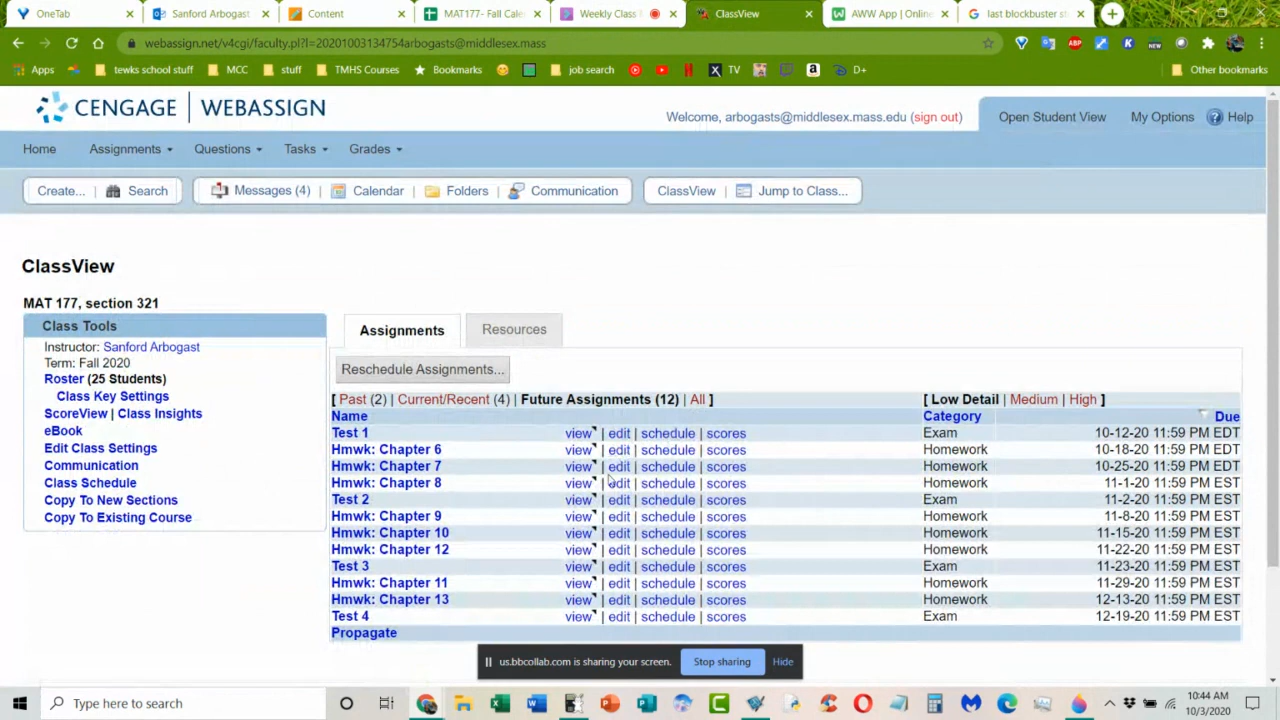 OneTab
Sanford Arbogast
Content
MAT177- Fall Cale
Weekly Class
ClassView
AWW App | Online
last blockbuster st
webassign.net/v4cgi/faculty.pl?l=20201003134754arbogasts@middlesex.mass
Apps
tewks school stuff
MCC
stuff
TMHS Courses
Bookmarks
job search
TV
D+
Other bookmarks
CENGAGE | WEBASSIGN
Welcome, arbogasts@middlesex.mass.edu (sign out)
Open Student View
My Options
Help
Home
Assignments
Questions
Tasks
Grades
Create... | Search
Messages (4) | Calendar | Folders | Communication
ClassView | Jump to Class...
ClassView
MAT 177, section 321
Class Tools
Instructor: Sanford Arbogast
Term: Fall 2020
Roster (25 Students)
Class Key Settings
ScoreView | Class Insights
eBook
Edit Class Settings
Communication
Class Schedule
Copy To New Sections
Copy To Existing Course
Assignments
Resources
Reschedule Assignments...
[ Past (2) | Current/Recent (4) | Future Assignments (12) | All ] [ Low Detail | Medium | High ]
Name Category Due
Test 1 view | edit | schedule | scores Exam 10-12-20 11:59 PM EDT
Hmwk: Chapter 6 view | edit | schedule | scores Homework 10-18-20 11:59 PM EDT
Hmwk: Chapter 7 view | edit | schedule | scores Homework 10-25-20 11:59 PM EDT
Hmwk: Chapter 8 view | edit | schedule | scores Homework 11-1-20 11:59 PM EST
Test 2 view | edit | schedule | scores Exam 11-2-20 11:59 PM EST
Hmwk: Chapter 9 view | edit | schedule | scores Homework 11-8-20 11:59 PM EST
Hmwk: Chapter 10 view | edit | schedule | scores Homework 11-15-20 11:59 PM EST
Hmwk: Chapter 12 view | edit | schedule | scores Homework 11-22-20 11:59 PM EST
Test 3 view | edit | schedule | scores Exam 11-23-20 11:59 PM EST
Hmwk: Chapter 11 view | edit | schedule | scores Homework 11-29-20 11:59 PM EST
Hmwk: Chapter 13 view | edit | schedule | scores Homework 12-13-20 11:59 PM EST
Test 4 view | edit | schedule | scores Exam 12-19-20 11:59 PM EST
Propagate
us.bbcollab.com is sharing your screen. Stop sharing Hide
Type here to search
10:44 AM
10/3/2020